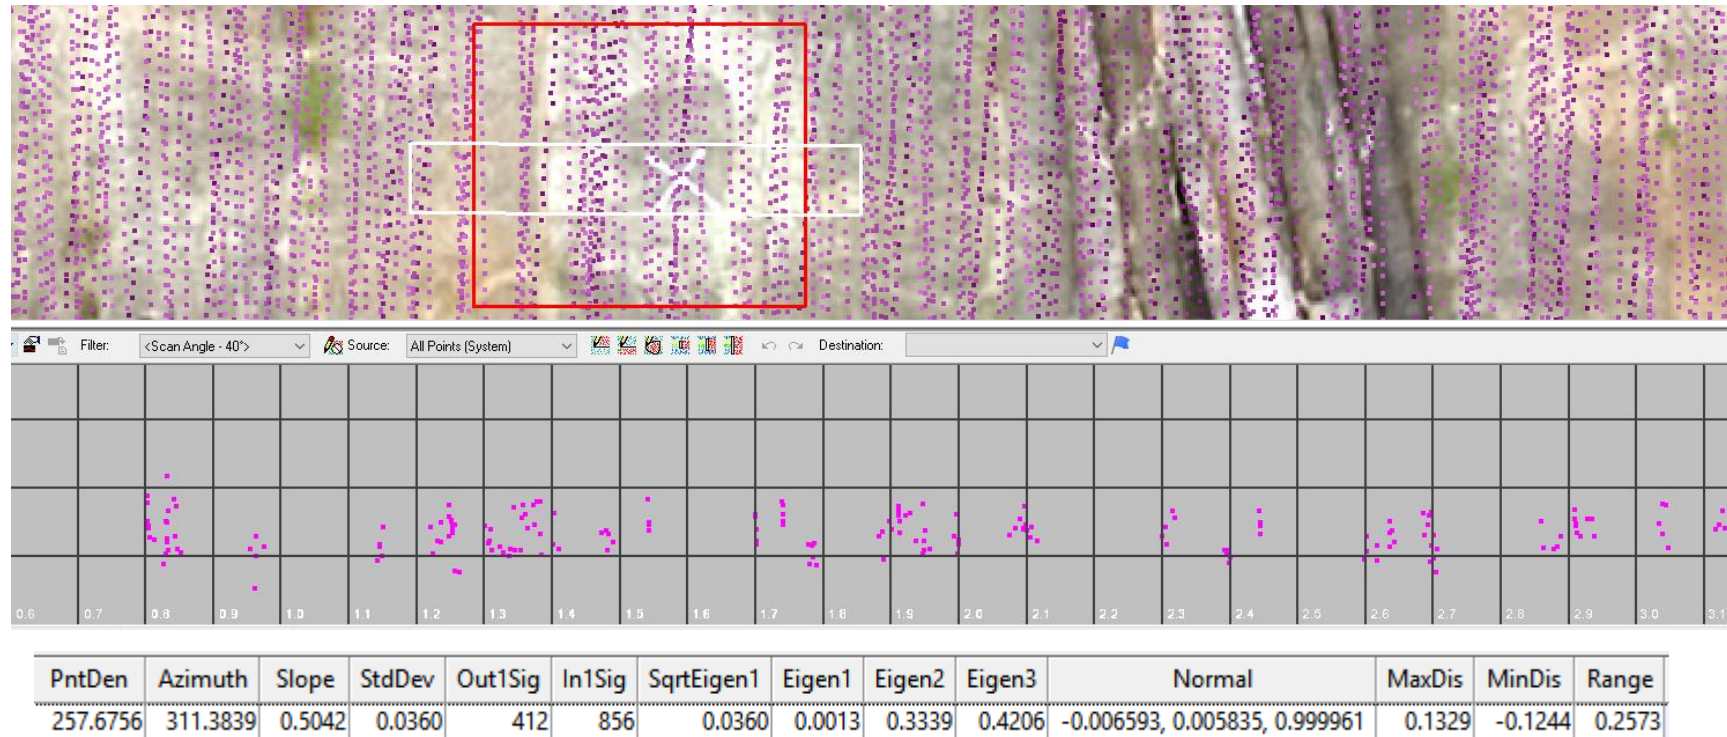 Filter: <Scan Angle - 40°> Source: All Points (System) Destination:
0.6 0.7 0.8 0.9 1.0 1.1 1.2 1.3 1.4 1.5 1.6 1.7 1.8 1.9 2.0 2.1 2.2 2.3 2.4 2.5 2.6 2.7 2.8 2.9 3.0 3.1
PntDen Azimuth Slope StdDev Out1Sig In1Sig SqrtEigen1 Eigen1 Eigen2 Eigen3 Normal MaxDis MinDis Range
257.6756 311.3839 0.5042 0.0360 412 856 0.0360 0.0013 0.3339 0.4206 -0.006593, 0.005835, 0.999961 0.1329 -0.1244 0.2573